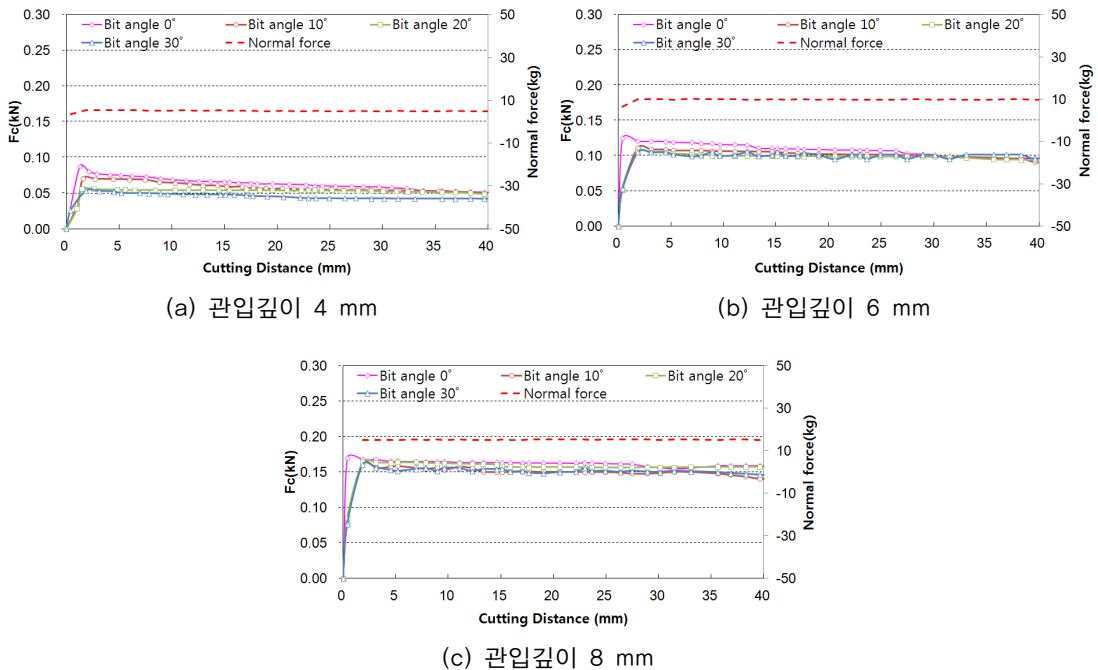 Bit angle 0° Bit angle 10° Bit angle 20°
Bit angle 30° Normal force
0.30
0.25
0.20
0.15
0.10
0.05
0.00
Fc(kN)
50
30
10
-10
-30
-50
Normal force(kg)
0 5 10 15 20 25 30 35 40
Cutting Distance (mm)
(a) 관입깊이 4 mm
Bit angle 0° Bit angle 10° Bit angle 20°
Bit angle 30° Normal force
0.30
0.25
0.20
0.15
0.10
0.05
0.00
Fc(kN)
50
30
10
-10
-30
-50
Normal force(kg)
0 5 10 15 20 25 30 35 40
Cutting Distance (mm)
(b) 관입깊이 6 mm
Bit angle 0° Bit angle 10° Bit angle 20°
Bit angle 30° Normal force
0.30
0.25
0.20
0.15
0.10
0.05
0.00
Fc(kN)
50
30
10
-10
-30
-50
Normal force(kg)
0 5 10 15 20 25 30 35 40
Cutting Distance (mm)
(c) 관입깊이 8 mm